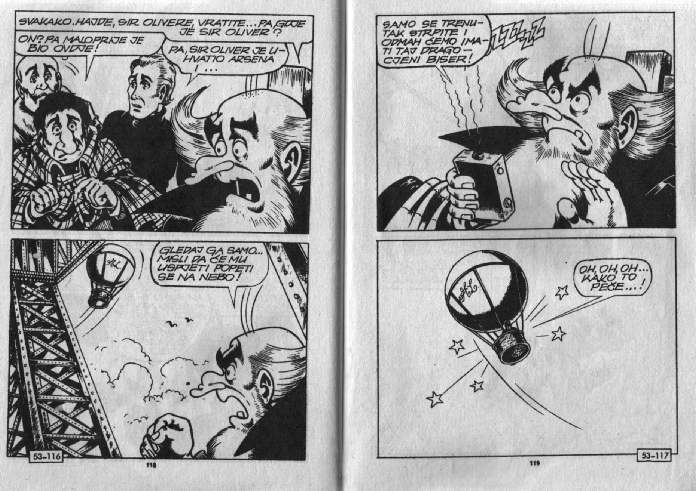 SVAKAKO. HAJDE, SIR OLIVERE, VRATITE... PA, GDJE
JE SIR OLIVER?
ON? PA MALOPRIJE JE
BIO OVDJE!
PA, SIR OLIVER JE U-
HVATIO ARSENA
!...
GLEDAJ GA SAMO...
MISLI DA ĆE MU
USPJETI POPETI
SE NA NEBO!
53-116
118
SAMO SE TRENU-
TAK STRPITE I
ODMAH ĆEMO IMA-
TI TAJ DRAGO-
CJENI BISER!
ZZZZ
OH, OH, OH...
KAKO TO
PEČE...!
53-117
119